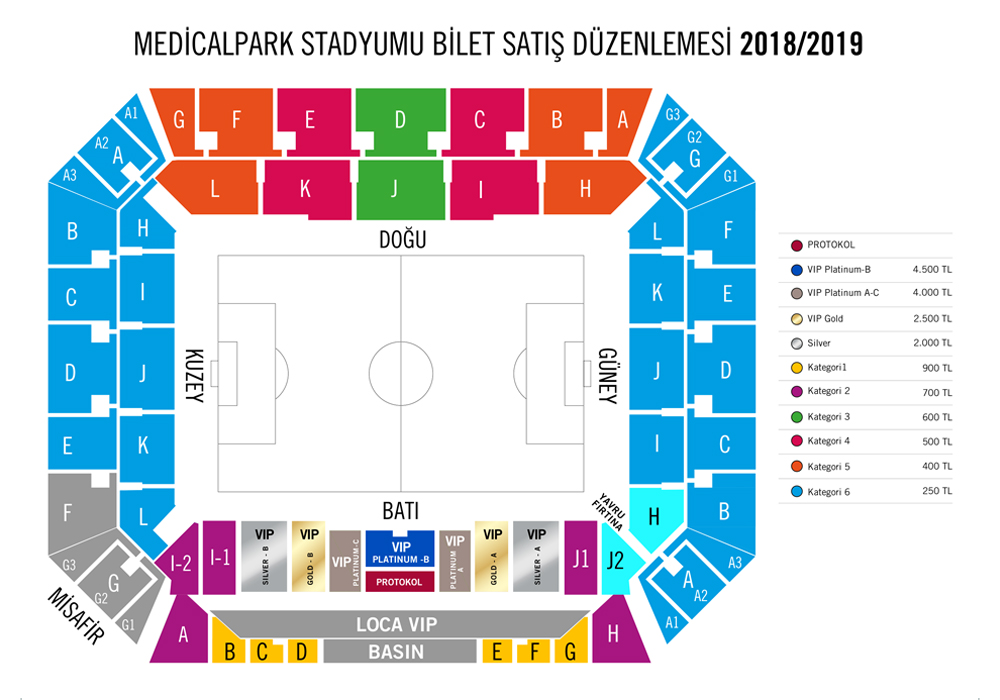 MEDİCALPARK STADYUMU BİLET SATIŞ DÜZENLEMESİ 2018/2019
G F E D C B A
L K J I H
A1
A2
A
A3
G3
G2
G
G1
B
C
D
E
F
H
I
J
K
L
L
K
J
I
H
F
E
D
C
B
DOĞU
KUZEY
GÜNEY
BATI
YAVRU
FIRTINA
G3
G
G2
G1
MİSAFİR
A3
A
A2
A1
I-2
I-1
VIP
SILVER - B
VIP
GOLD - B
VIP
PLATINUM-C
VIP
PLATINUM -B
PROTOKOL
VIP
PLATINUM
A
VIP
GOLD - A
VIP
SILVER - A
J1
J2
A
LOCA VIP
H
B C D
BASIN
E F G
PROTOKOL
VIP Platinum-B 4.500 TL
VIP Platinum A-C 4.000 TL
VIP Gold 2.500 TL
Silver 2.000 TL
Kategori1 900 TL
Kategori 2 700 TL
Kategori 3 600 TL
Kategori 4 500 TL
Kategori 5 400 TL
Kategori 6 250 TL